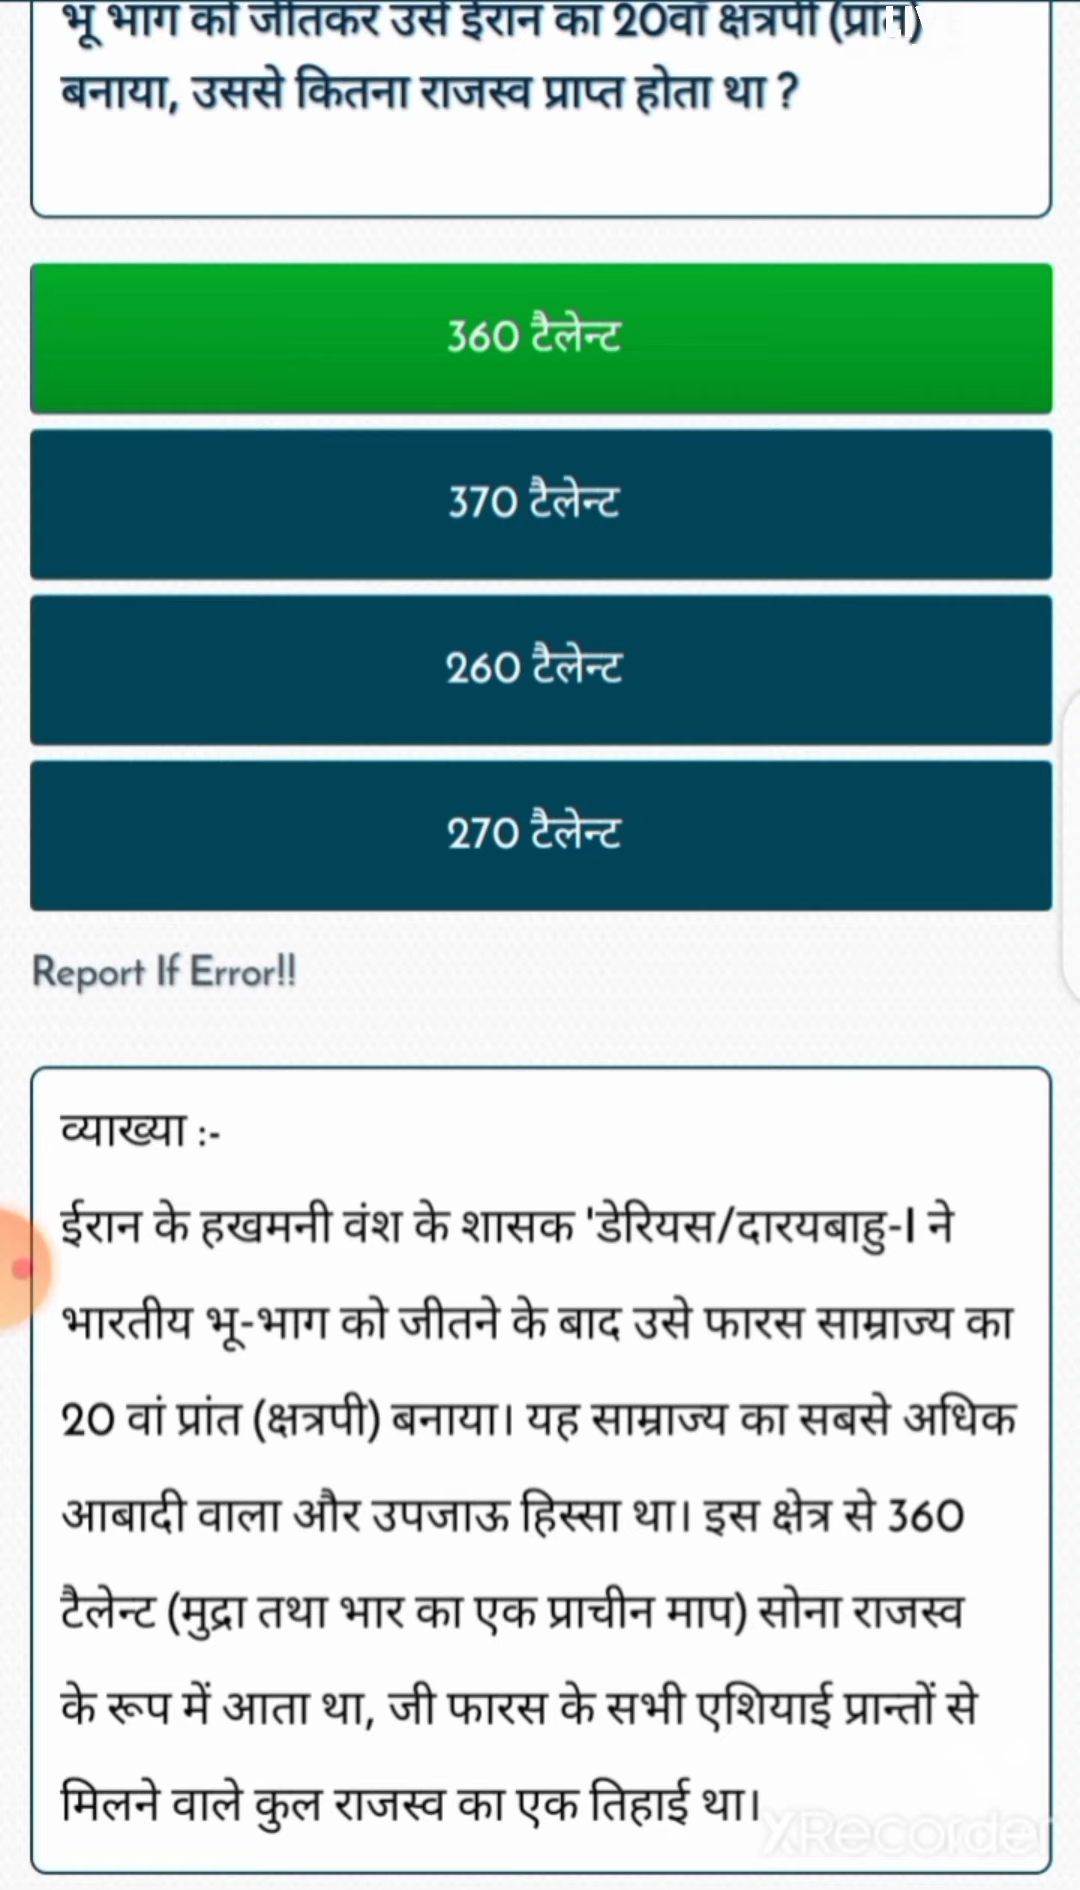 भू भाग को जीतकर उसे ईरान का 20वां क्षत्रपी (प्रांत)
बनाया, उससे कितना राजस्व प्राप्त होता था ?
360 टैलेन्ट
370 टैलेन्ट
260 टैलेन्ट
270 टैलेन्ट
Report If Error!!
व्याख्या :-
ईरान के हखमनी वंश के शासक 'डेरियस/दारयबाहु-I ने
भारतीय भू-भाग को जीतने के बाद उसे फारस साम्राज्य का
20 वां प्रांत (क्षत्रपी) बनाया। यह साम्राज्य का सबसे अधिक
आबादी वाला और उपजाऊ हिस्सा था। इस क्षेत्र से 360
टैलेन्ट (मुद्रा तथा भार का एक प्राचीन माप) सोना राजस्व
के रूप में आता था, जी फारस के सभी एशियाई प्रान्तों से
मिलने वाले कुल राजस्व का एक तिहाई था।
XRecorder